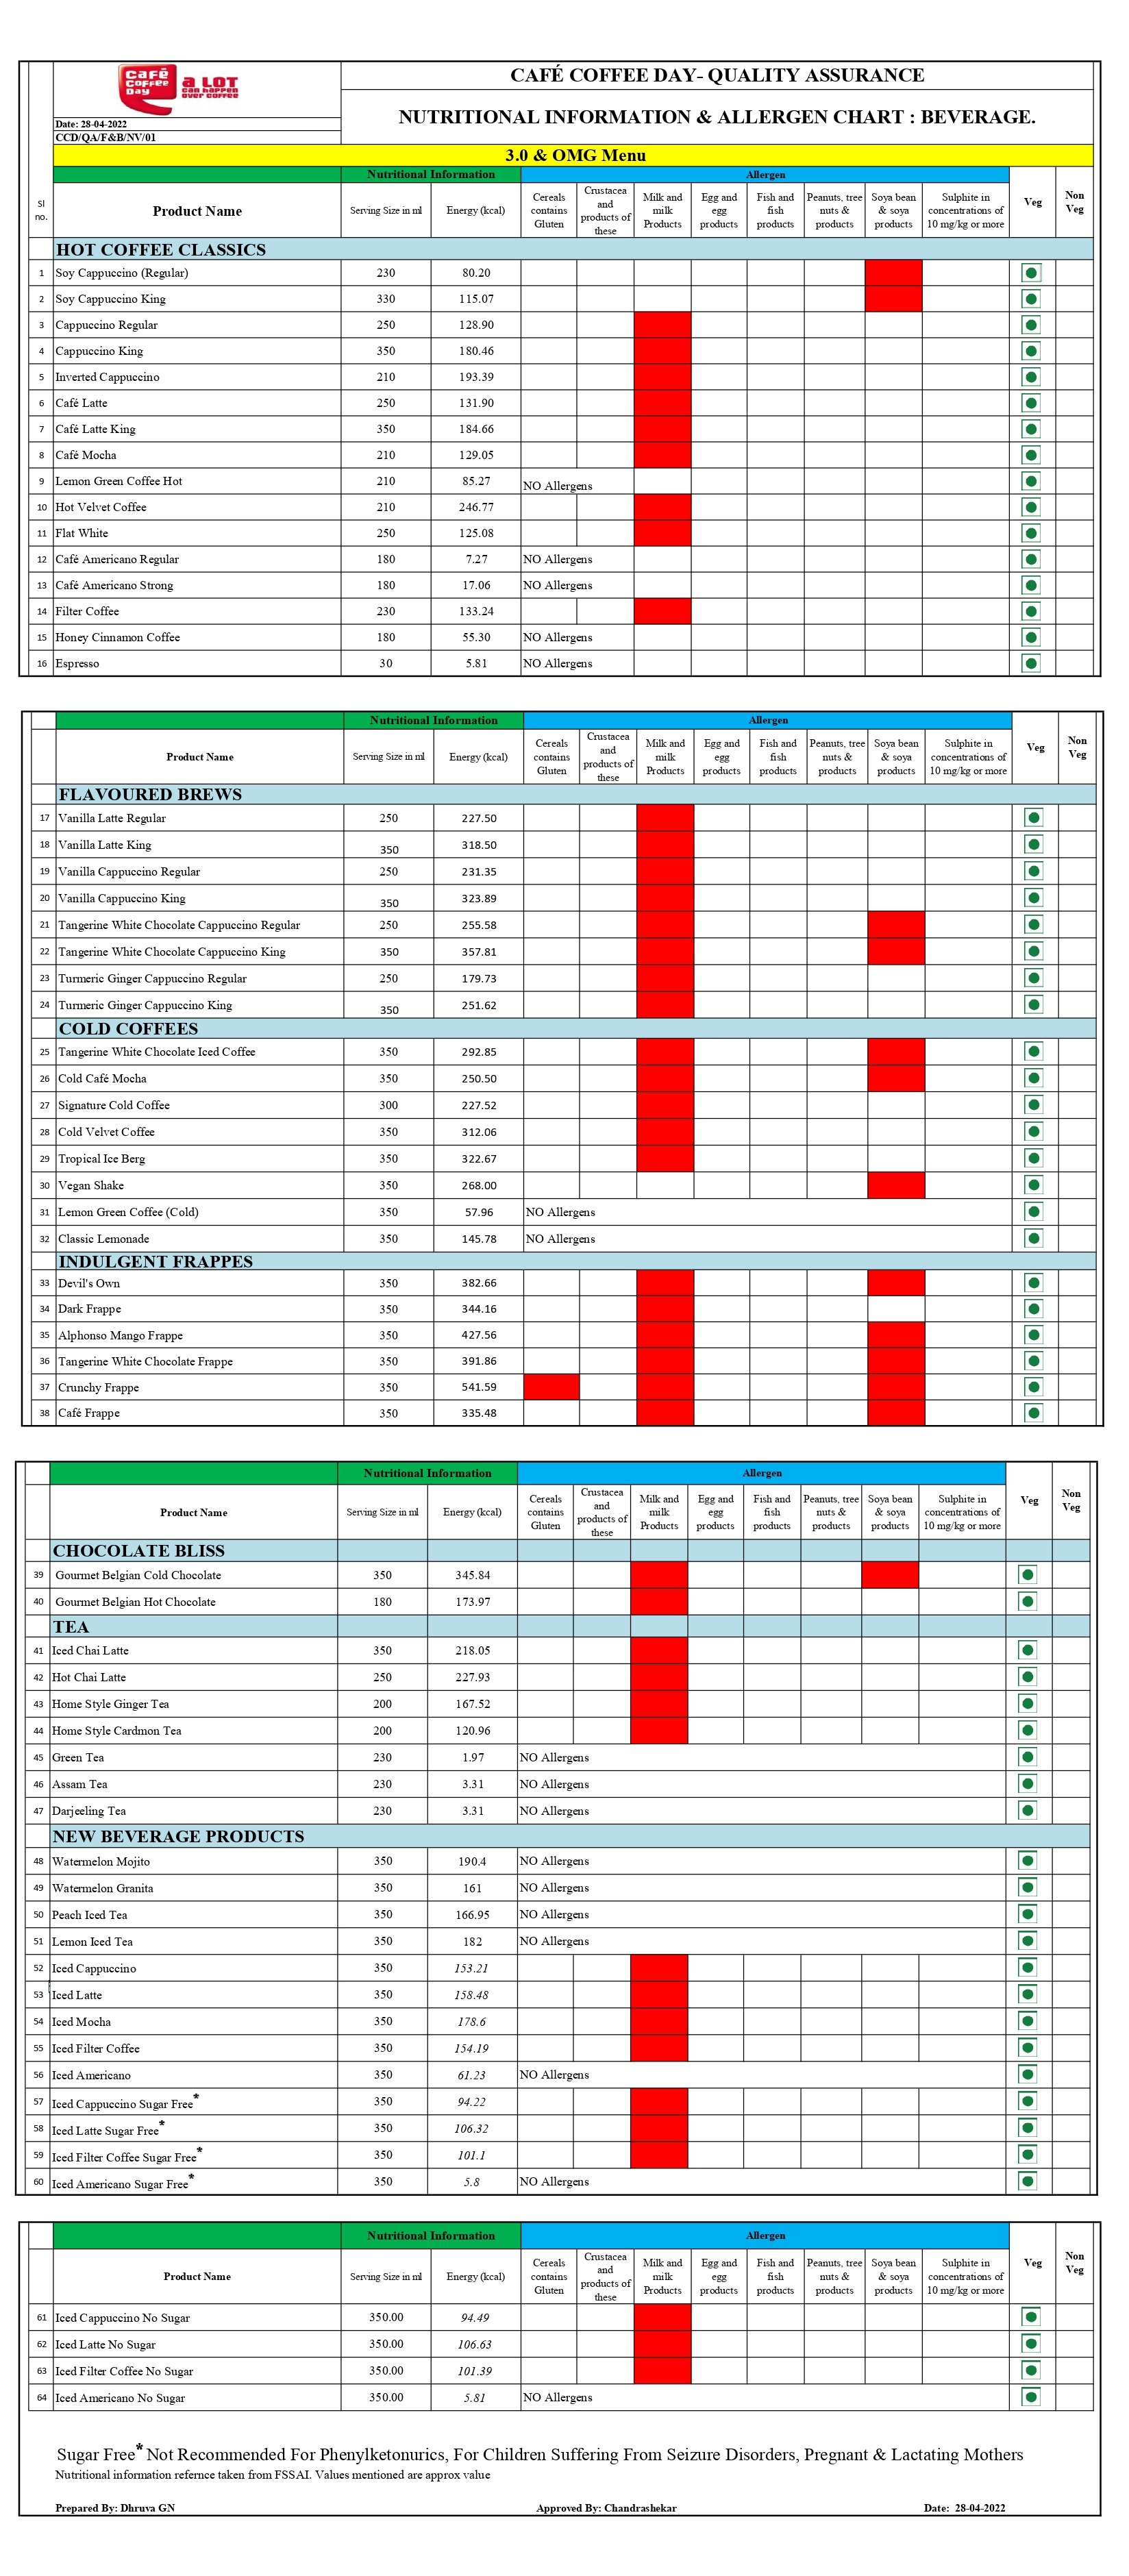 Café
Coffee
Day
a LOT
can happen
over coffee
CAFÉ COFFEE DAY- QUALITY ASSURANCE
NUTRITIONAL INFORMATION & ALLERGEN CHART : BEVERAGE.
Date: 28-04-2022
CCD/QA/F&B/NV/01
3.0 & OMG Menu
Nutritional Information Allergen
Sl no. Product Name Serving Size in ml Energy (kcal) Cereals contains Gluten Crustacea and products of these Milk and milk Products Egg and egg products Fish and fish products Peanuts, tree nuts & products Soya bean & soya products Sulphite in concentrations of 10 mg/kg or more Veg Non Veg
HOT COFFEE CLASSICS
1 Soy Cappuccino (Regular) 230 80.20
2 Soy Cappuccino King 330 115.07
3 Cappuccino Regular 250 128.90
4 Cappuccino King 350 180.46
5 Inverted Cappuccino 210 193.39
6 Café Latte 250 131.90
7 Café Latte King 350 184.66
8 Café Mocha 210 129.05
9 Lemon Green Coffee Hot 210 85.27 NO Allergens
10 Hot Velvet Coffee 210 246.77
11 Flat White 250 125.08
12 Café Americano Regular 180 7.27 NO Allergens
13 Café Americano Strong 180 17.06 NO Allergens
14 Filter Coffee 230 133.24
15 Honey Cinnamon Coffee 180 55.30 NO Allergens
16 Espresso 30 5.81 NO Allergens
Nutritional Information Allergen
Product Name Serving Size in ml Energy (kcal) Cereals contains Gluten Crustacea and products of these Milk and milk Products Egg and egg products Fish and fish products Peanuts, tree nuts & products Soya bean & soya products Sulphite in concentrations of 10 mg/kg or more Veg Non Veg
FLAVOURED BREWS
17 Vanilla Latte Regular 250 227.50
18 Vanilla Latte King 350 318.50
19 Vanilla Cappuccino Regular 250 231.35
20 Vanilla Cappuccino King 350 323.89
21 Tangerine White Chocolate Cappuccino Regular 250 255.58
22 Tangerine White Chocolate Cappuccino King 350 357.81
23 Turmeric Ginger Cappuccino Regular 250 179.73
24 Turmeric Ginger Cappuccino King 350 251.62
COLD COFFEES
25 Tangerine White Chocolate Iced Coffee 350 292.85
26 Cold Café Mocha 350 250.50
27 Signature Cold Coffee 300 227.52
28 Cold Velvet Coffee 350 312.06
29 Tropical Ice Berg 350 322.67
30 Vegan Shake 350 268.00
31 Lemon Green Coffee (Cold) 350 57.96 NO Allergens
32 Classic Lemonade 350 145.78 NO Allergens
INDULGENT FRAPPES
33 Devil's Own 350 382.66
34 Dark Frappe 350 344.16
35 Alphonso Mango Frappe 350 427.56
36 Tangerine White Chocolate Frappe 350 391.86
37 Crunchy Frappe 350 541.59
38 Café Frappe 350 335.48
Nutritional Information Allergen
Product Name Serving Size in ml Energy (kcal) Cereals contains Gluten Crustacea and products of these Milk and milk Products Egg and egg products Fish and fish products Peanuts, tree nuts & products Soya bean & soya products Sulphite in concentrations of 10 mg/kg or more Veg Non Veg
CHOCOLATE BLISS
39 Gourmet Belgian Cold Chocolate 350 345.84
40 Gourmet Belgian Hot Chocolate 180 173.97
TEA
41 Iced Chai Latte 350 218.05
42 Hot Chai Latte 250 227.93
43 Home Style Ginger Tea 200 167.52
44 Home Style Cardmon Tea 200 120.96
45 Green Tea 230 1.97 NO Allergens
46 Assam Tea 230 3.31 NO Allergens
47 Darjeeling Tea 230 3.31 NO Allergens
NEW BEVERAGE PRODUCTS
48 Watermelon Mojito 350 190.4 NO Allergens
49 Watermelon Granita 350 161 NO Allergens
50 Peach Iced Tea 350 166.95 NO Allergens
51 Lemon Iced Tea 350 182 NO Allergens
52 Iced Cappuccino 350 153.21
53 Iced Latte 350 158.48
54 Iced Mocha 350 178.6
55 Iced Filter Coffee 350 154.19
56 Iced Americano 350 61.23 NO Allergens
57 Iced Cappuccino Sugar Free* 350 94.22
58 Iced Latte Sugar Free* 350 106.32
59 Iced Filter Coffee Sugar Free* 350 101.1
60 Iced Americano Sugar Free* 350 5.8 NO Allergens
Nutritional Information Allergen
Product Name Serving Size in ml Energy (kcal) Cereals contains Gluten Crustacea and products of these Milk and milk Products Egg and egg products Fish and fish products Peanuts, tree nuts & products Soya bean & soya products Sulphite in concentrations of 10 mg/kg or more Veg Non Veg
61 Iced Cappuccino No Sugar 350.00 94.49
62 Iced Latte No Sugar 350.00 106.63
63 Iced Filter Coffee No Sugar 350.00 101.39
64 Iced Americano No Sugar 350.00 5.81 NO Allergens
Sugar Free* Not Recommended For Phenylketonurics, For Children Suffering From Seizure Disorders, Pregnant & Lactating Mothers
Nutritional information refernce taken from FSSAI. Values mentioned are approx value
Prepared By: Dhruva GN Approved By: Chandrashekar Date: 28-04-2022